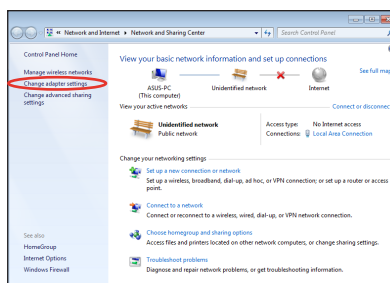 « Network and Internet ▸ Network and Sharing Center
Search Control Panel
Control Panel Home
Manage wireless networks
Change adapter settings
Change advanced sharing
settings
See also
HomeGroup
Internet Options
Windows Firewall
View your basic network information and set up connections
See full map
ASUS-PC
(This computer)
Unidentified network
Internet
View your active networks
Connect or disconnect
Unidentified network
Public network
Access type: No Internet access
Connections: Local Area Connection
Change your networking settings
Set up a new connection or network
Set up a wireless, broadband, dial-up, ad hoc, or VPN connection; or set up a router or access
point.
Connect to a network
Connect or reconnect to a wireless, wired, dial-up, or VPN network connection.
Choose homegroup and sharing options
Access files and printers located on other network computers, or change sharing settings.
Troubleshoot problems
Diagnose and repair network problems, or get troubleshooting information.